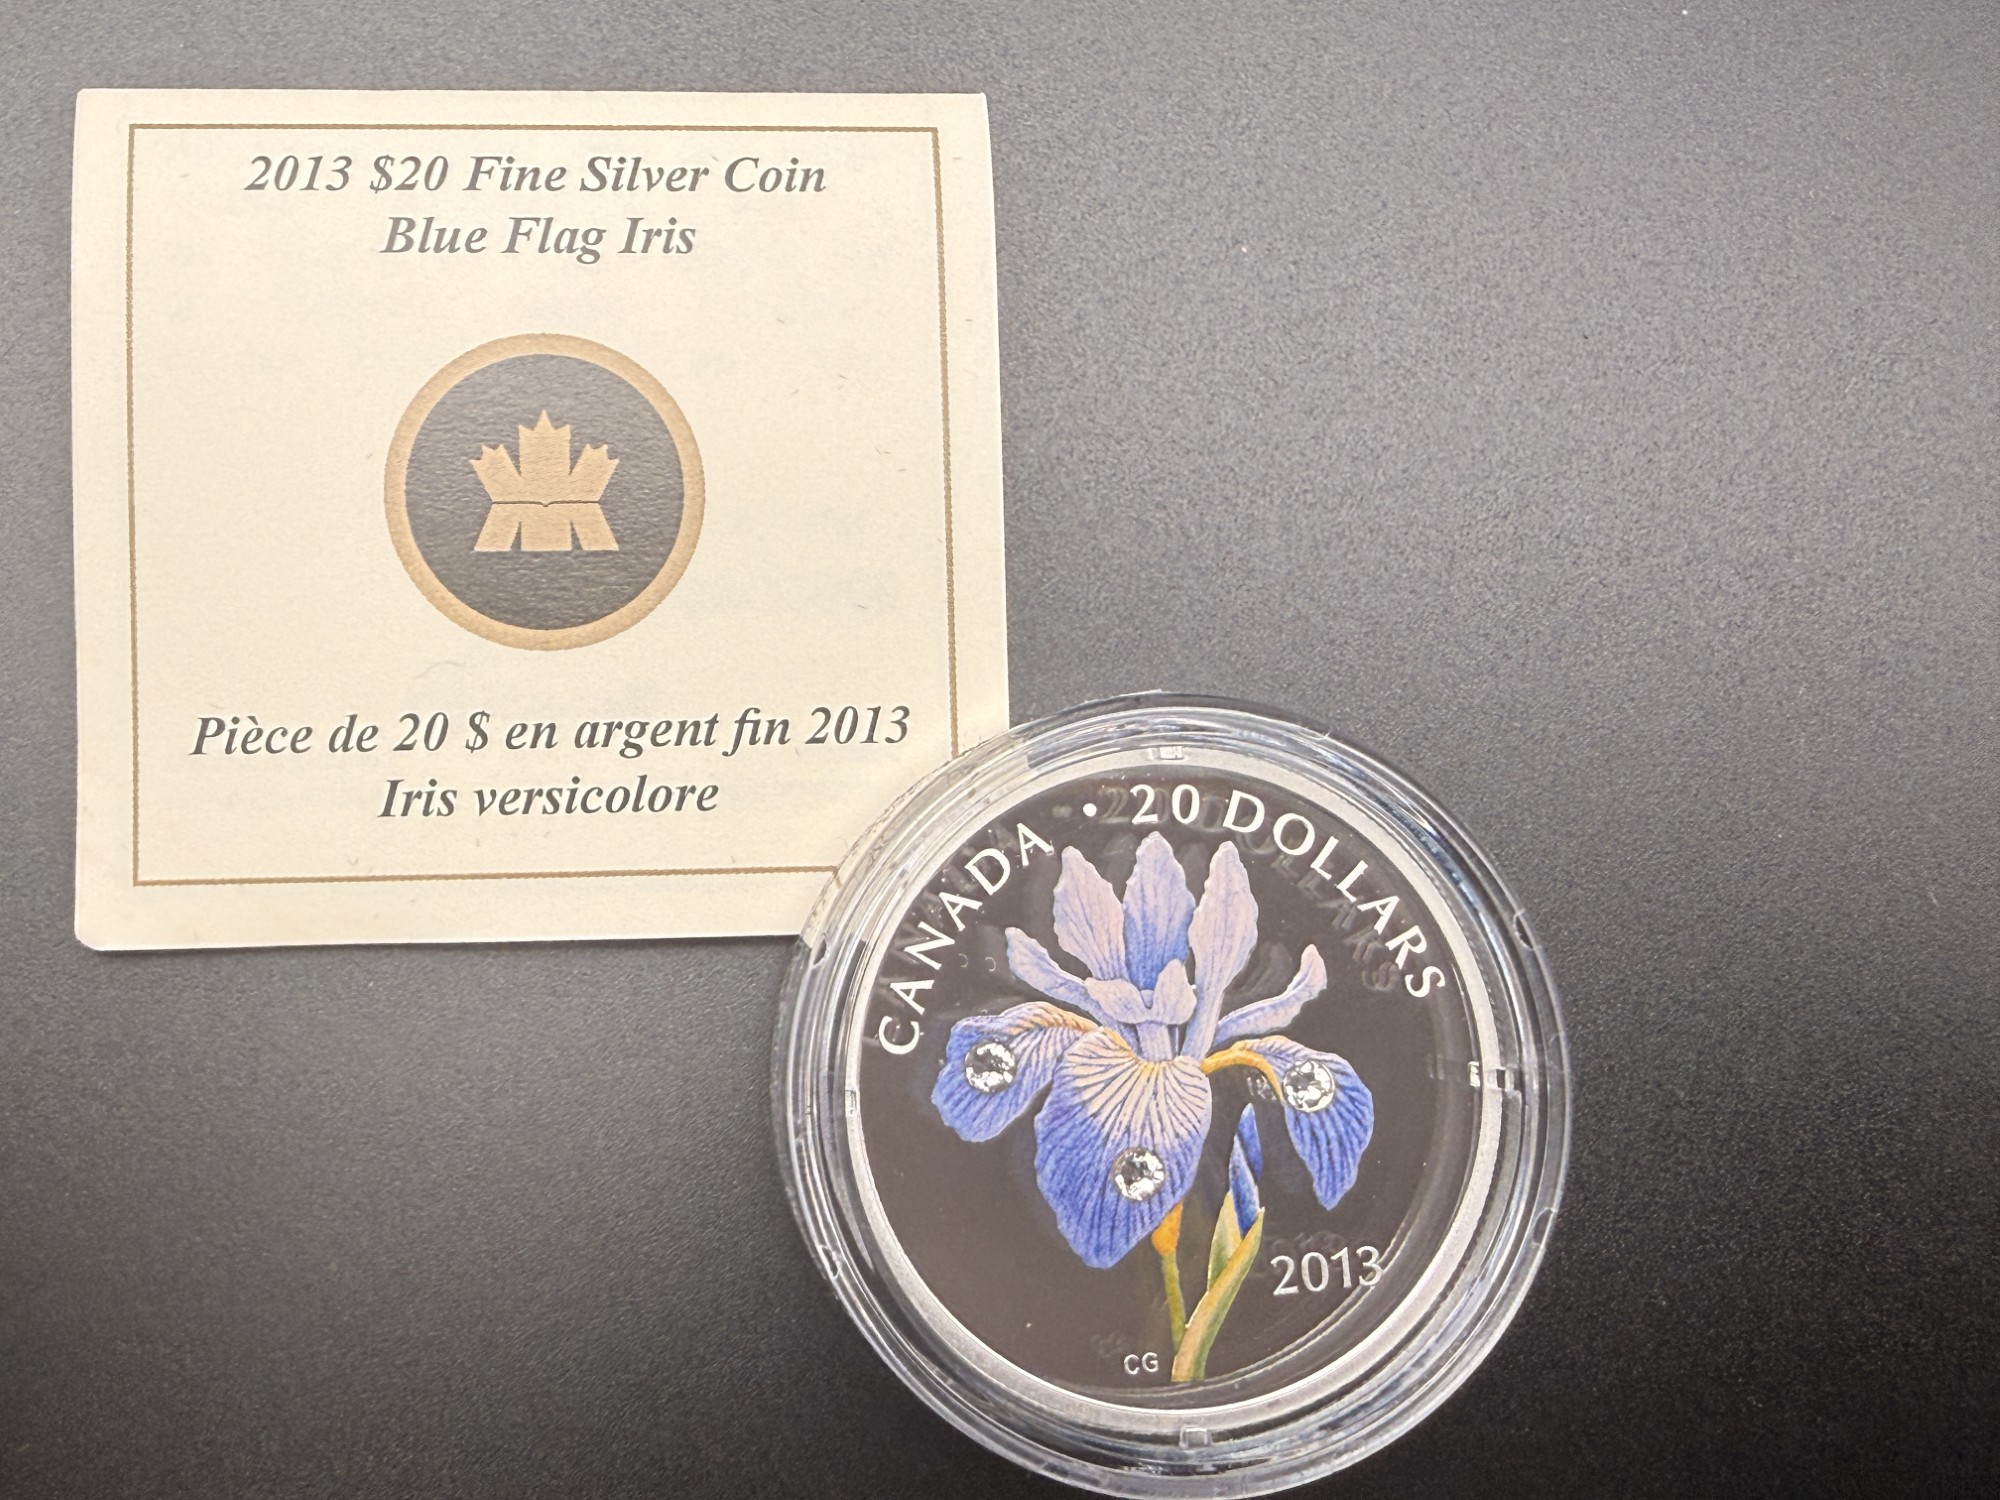 2013 $20 Fine Silver Coin
Blue Flag Iris
Pièce de 20 $ en argent fin 2013
Iris versicolore
CANADA · 20 DOLLARS
2013
CG